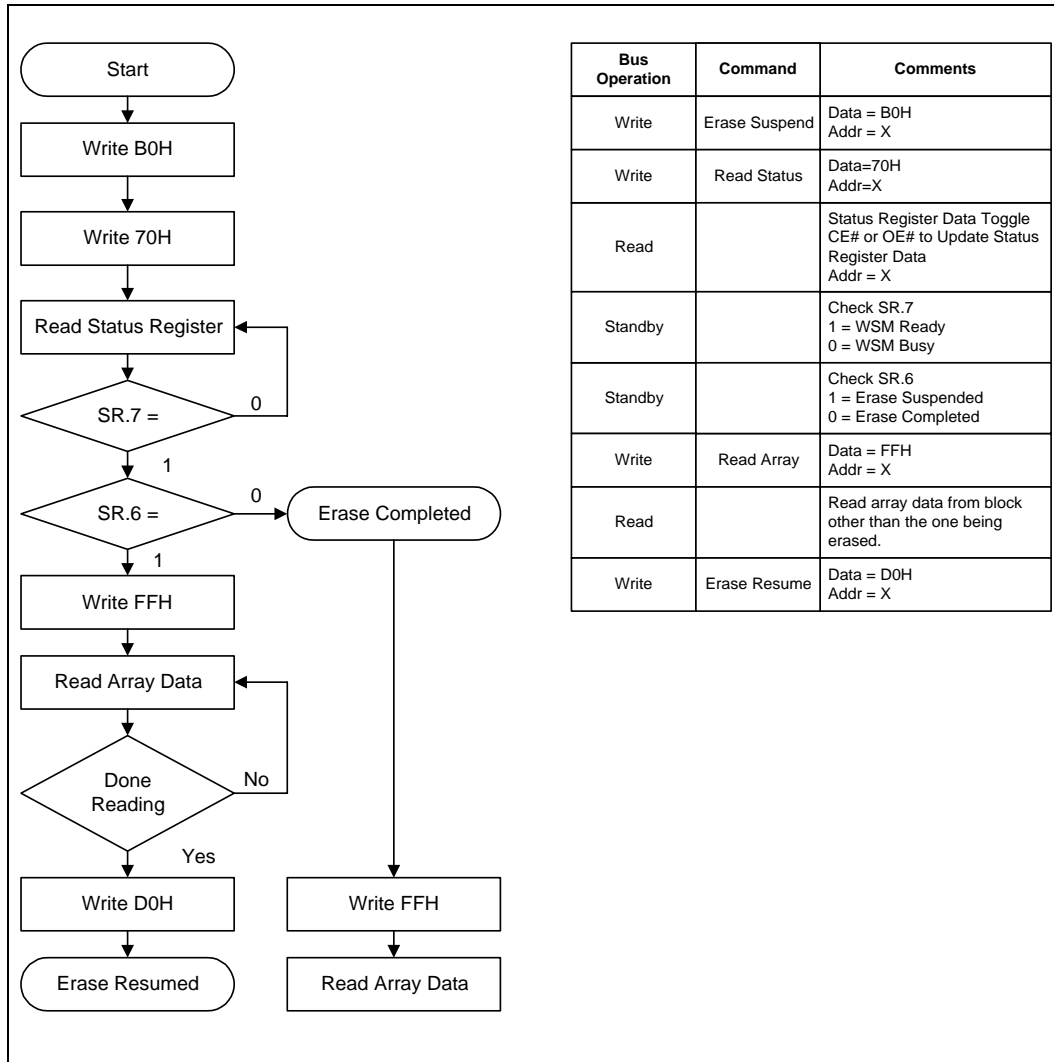 Start
Write B0H
Write 70H
Read Status Register
SR.7 =
0
1
SR.6 =
0
Erase Completed
1
Write FFH
Read Array Data
Done
Reading
No
Yes
Write D0H
Write FFH
Erase Resumed
Read Array Data
Bus
Operation
Command
Comments
Write
Erase Suspend
Data = B0H
Addr = X
Write
Read Status
Data=70H
Addr=X
Read
Status Register Data Toggle
CE# or OE# to Update Status
Register Data
Addr = X
Standby
Check SR.7
1 = WSM Ready
0 = WSM Busy
Standby
Check SR.6
1 = Erase Suspended
0 = Erase Completed
Write
Read Array
Data = FFH
Addr = X
Read
Read array data from block
other than the one being
erased.
Write
Erase Resume
Data = D0H
Addr = X